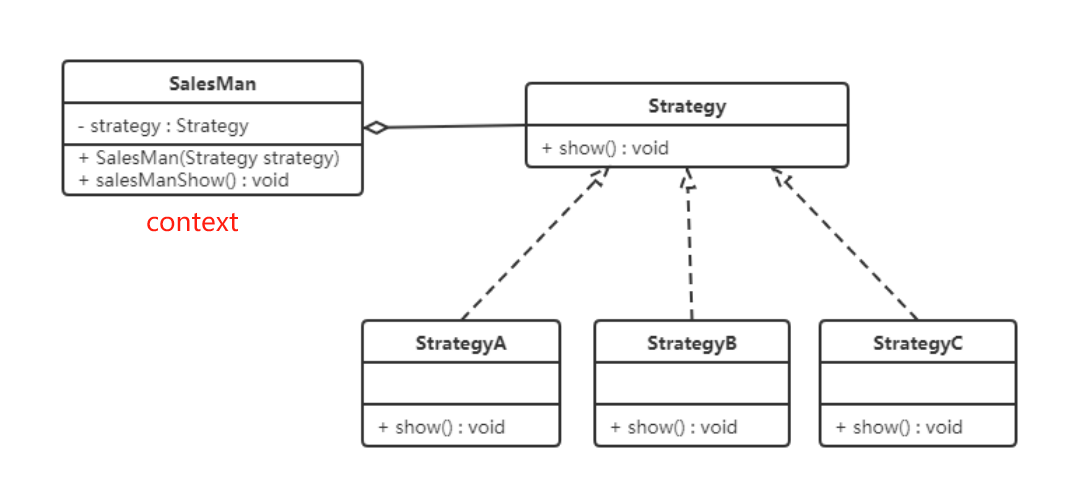 SalesMan
- strategy : Strategy
+ SalesMan(Strategy strategy)
+ salesManShow() : void
context
Strategy
+ show() : void
StrategyA
+ show() : void
StrategyB
+ show() : void
StrategyC
+ show() : void